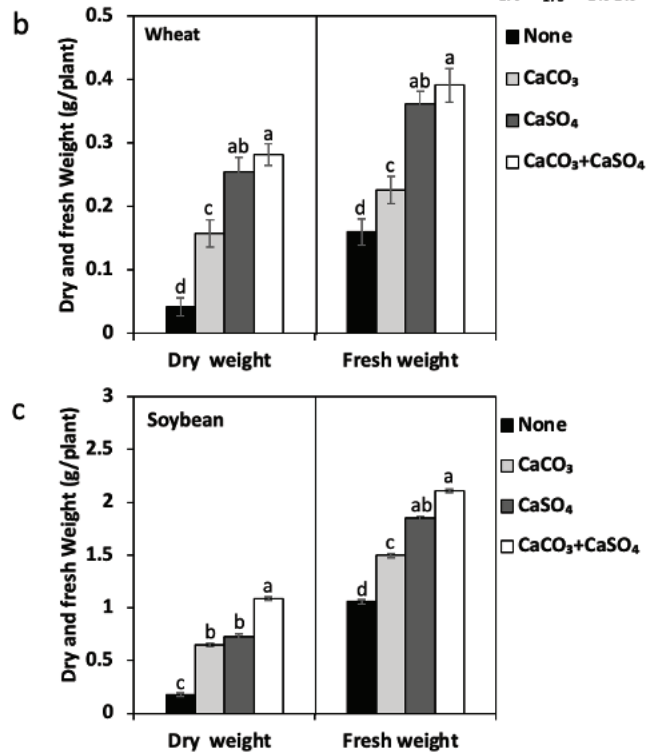 b
Wheat
Dry and fresh Weight (g/plant)
0.5
0.4
0.3
0.2
0.1
0
d
c
ab
a
d
c
ab
a
Dry weight
Fresh weight
None
CaCO₃
CaSO₄
CaCO₃+CaSO₄
c
Soybean
Dry and fresh Weight (g/plant)
3
2.5
2
1.5
1
0.5
0
c
b
b
a
d
c
ab
a
Dry weight
Fresh weight
None
CaCO₃
CaSO₄
CaCO₃+CaSO₄